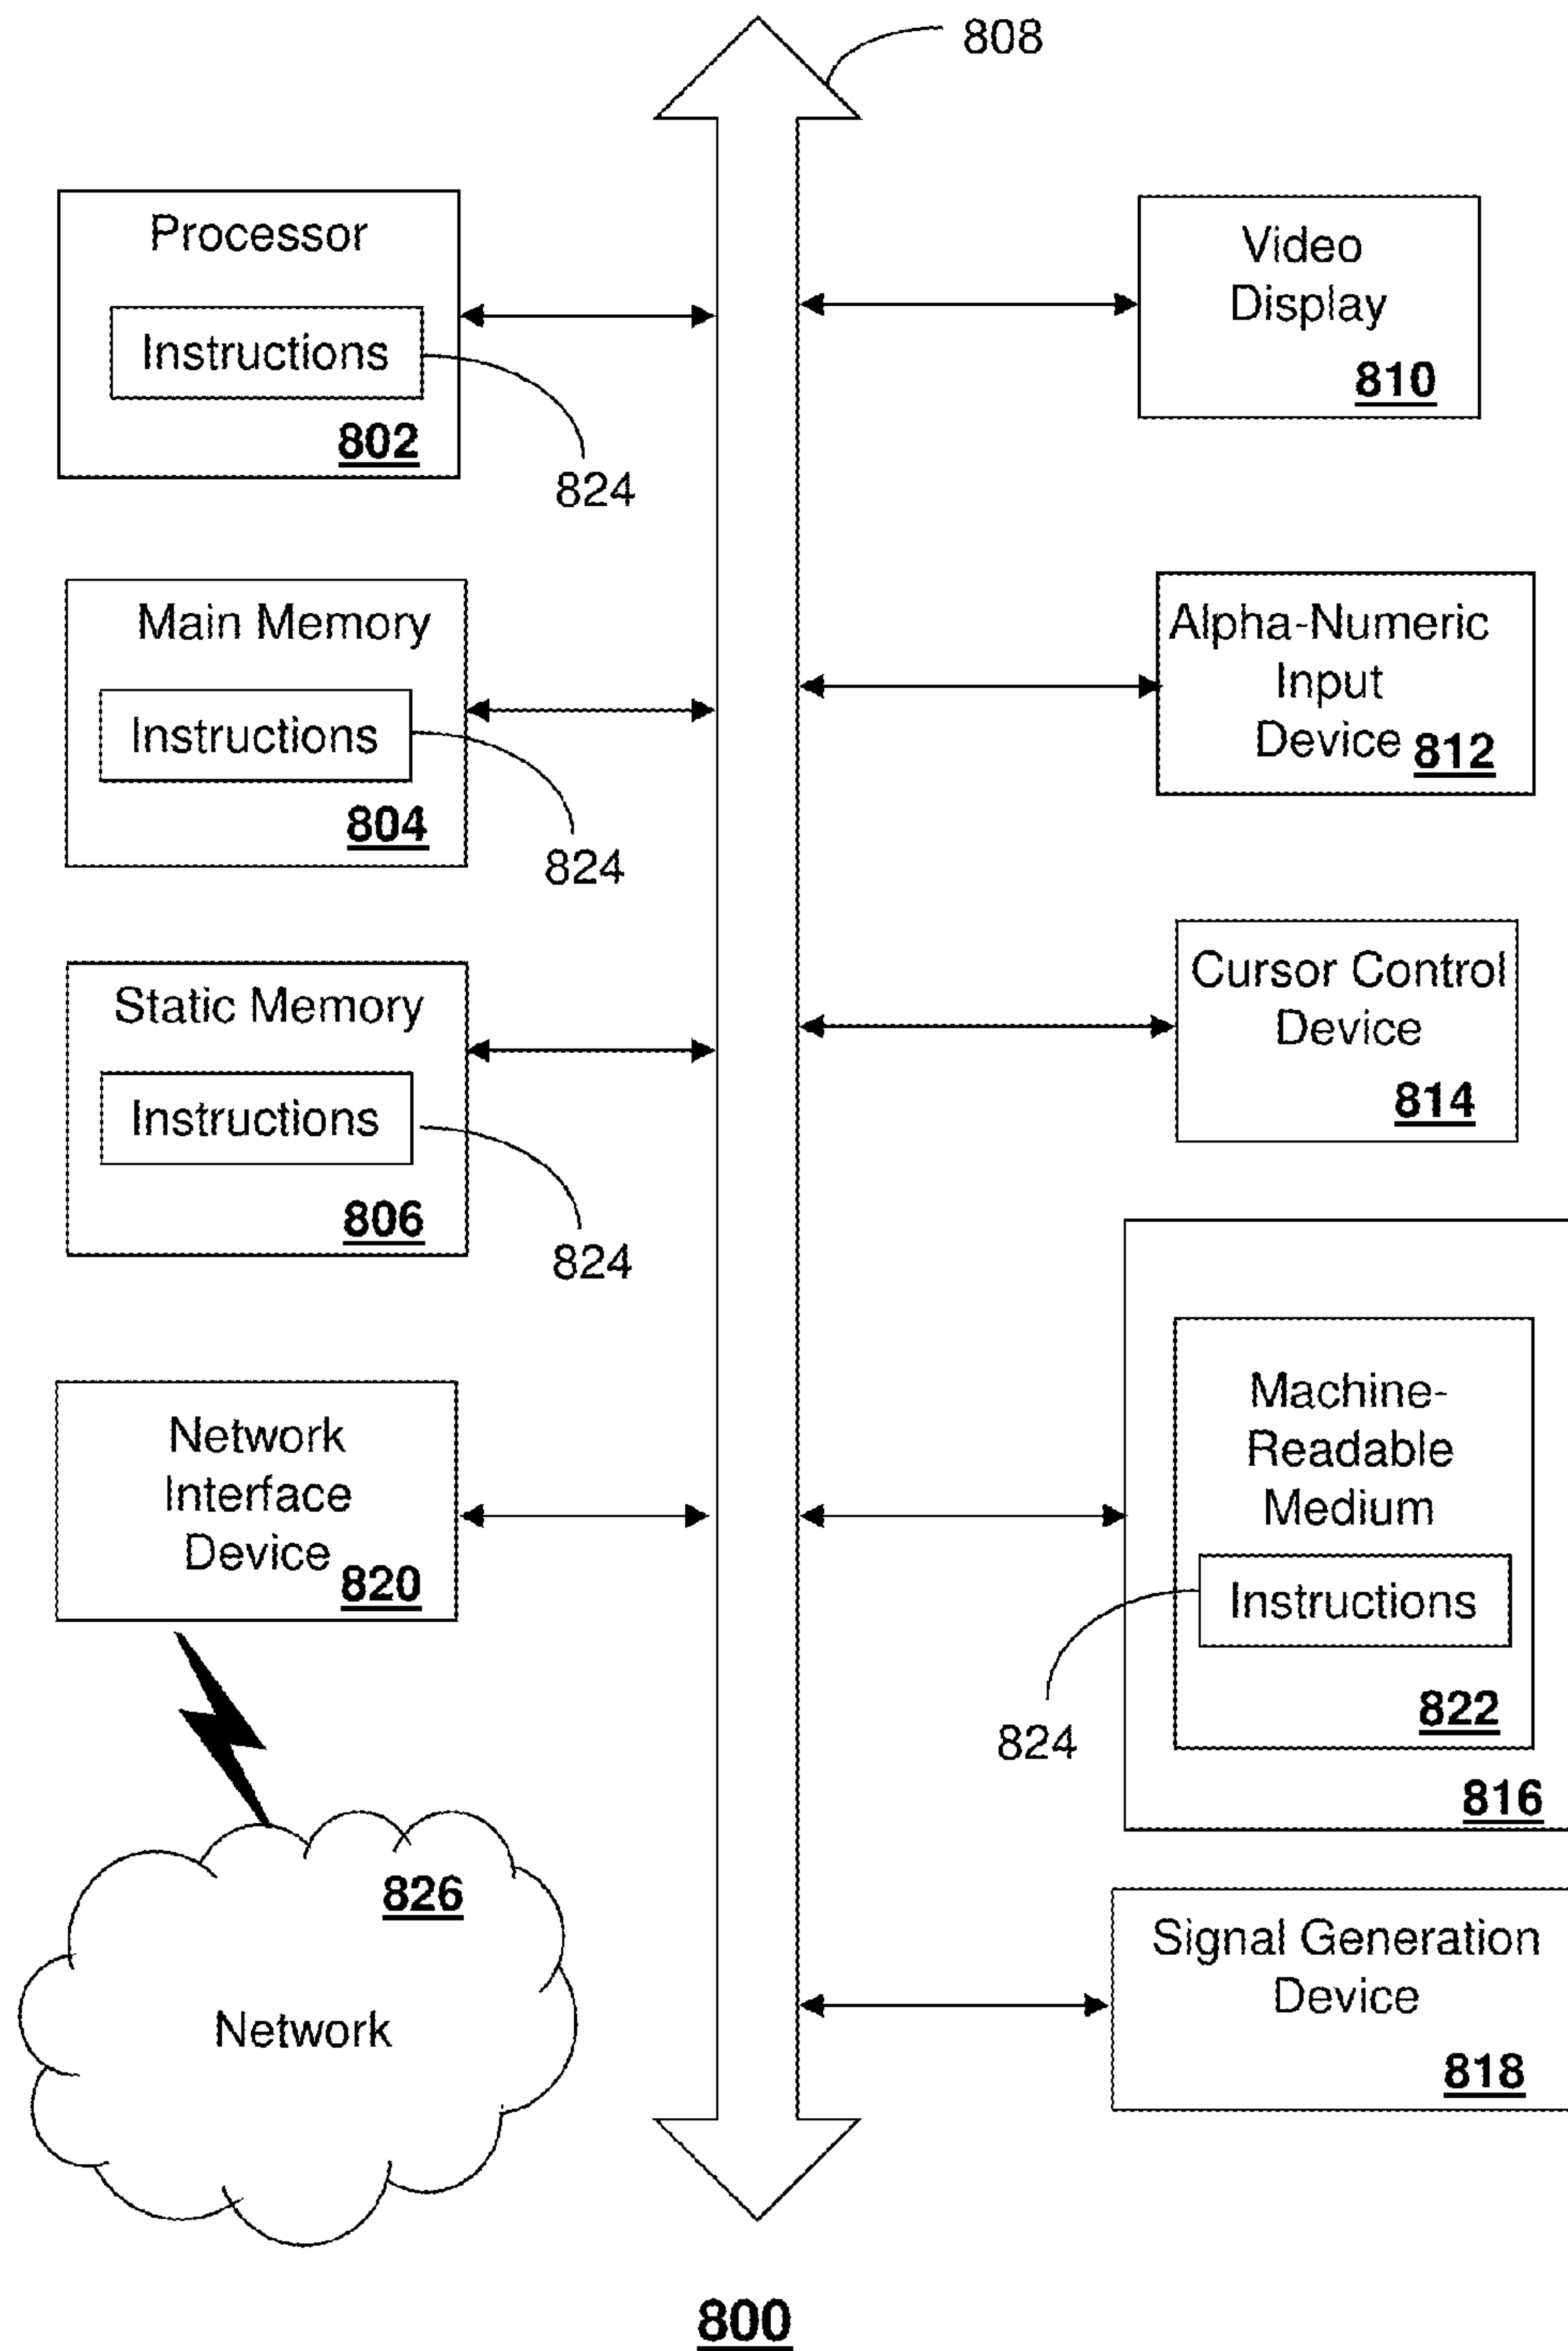 808
Processor
Instructions
802
824
Main Memory
Instructions
804
824
Static Memory
Instructions
806
824
Network
Interface
Device
820
826
Network
Video
Display
810
Alpha-Numeric
Input
Device 812
Cursor Control
Device
814
Machine-
Readable
Medium
Instructions
822
824
816
Signal Generation
Device
818
800